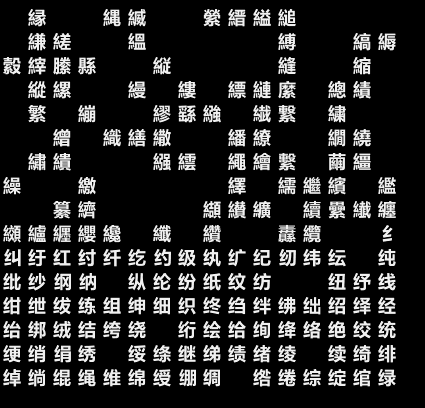 縁 縄縅 縈縉縊縋
縑縒 縕 縛 縞縟
縠縡縢縣 縦 縫 縮
縱縲 縵 縷 縹縺縻 總績
繁 繃 繆繇繈 繊繋 繍
繒 織繕繖 繙繚 繝繞
繡繢 繦繧 繩繪繫 繭繮
繰 繳 繹 繻繼繽 繿
纂纃 纈纉纊 續纍纎纏
纐纑纒纓纔 纖 纘 纛纜 纟
纠纡红纣纤纥约级纨纩纪纫纬纭 纯
纰纱纲纳 纵纶纷纸纹纺 纽纾线
绀绁绂练组绅细织终绉绊绋绌绍绎经
绐绑绒结绔绕 绗绘给绚绛络绝绞统
绠绡绢绣 绥绦继绨绩绪绫 续绮绯
绰绱绲绳维绵绶绷绸 绺绻综绽绾绿